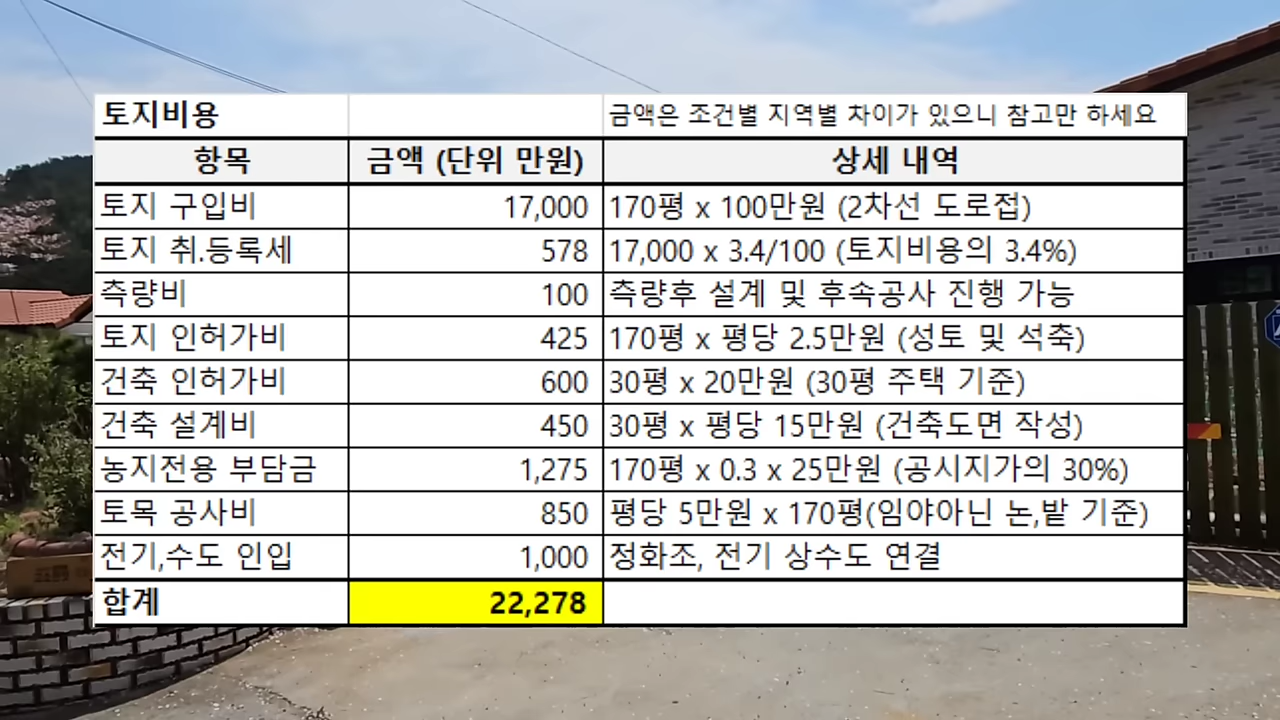 토지비용 금액은 조건별 지역별 차이가 있으니 참고만 하세요
항목 금액 (단위 만원) 상세 내역
토지 구입비 17,000 170평 x 100만원 (2차선 도로접)
토지 취.등록세 578 17,000 x 3.4/100 (토지비용의 3.4%)
측량비 100 측량후 설계 및 후속공사 진행 가능
토지 인허가비 425 170평 x 평당 2.5만원 (성토 및 석축)
건축 인허가비 600 30평 x 20만원 (30평 주택 기준)
건축 설계비 450 30평 x 평당 15만원 (건축도면 작성)
농지전용 부담금 1,275 170평 x 0.3 x 25만원 (공시지가의 30%)
토목 공사비 850 평당 5만원 x 170평(임야아닌 논,밭 기준)
전기,수도 인입 1,000 정화조, 전기 상수도 연결
합계 22,278